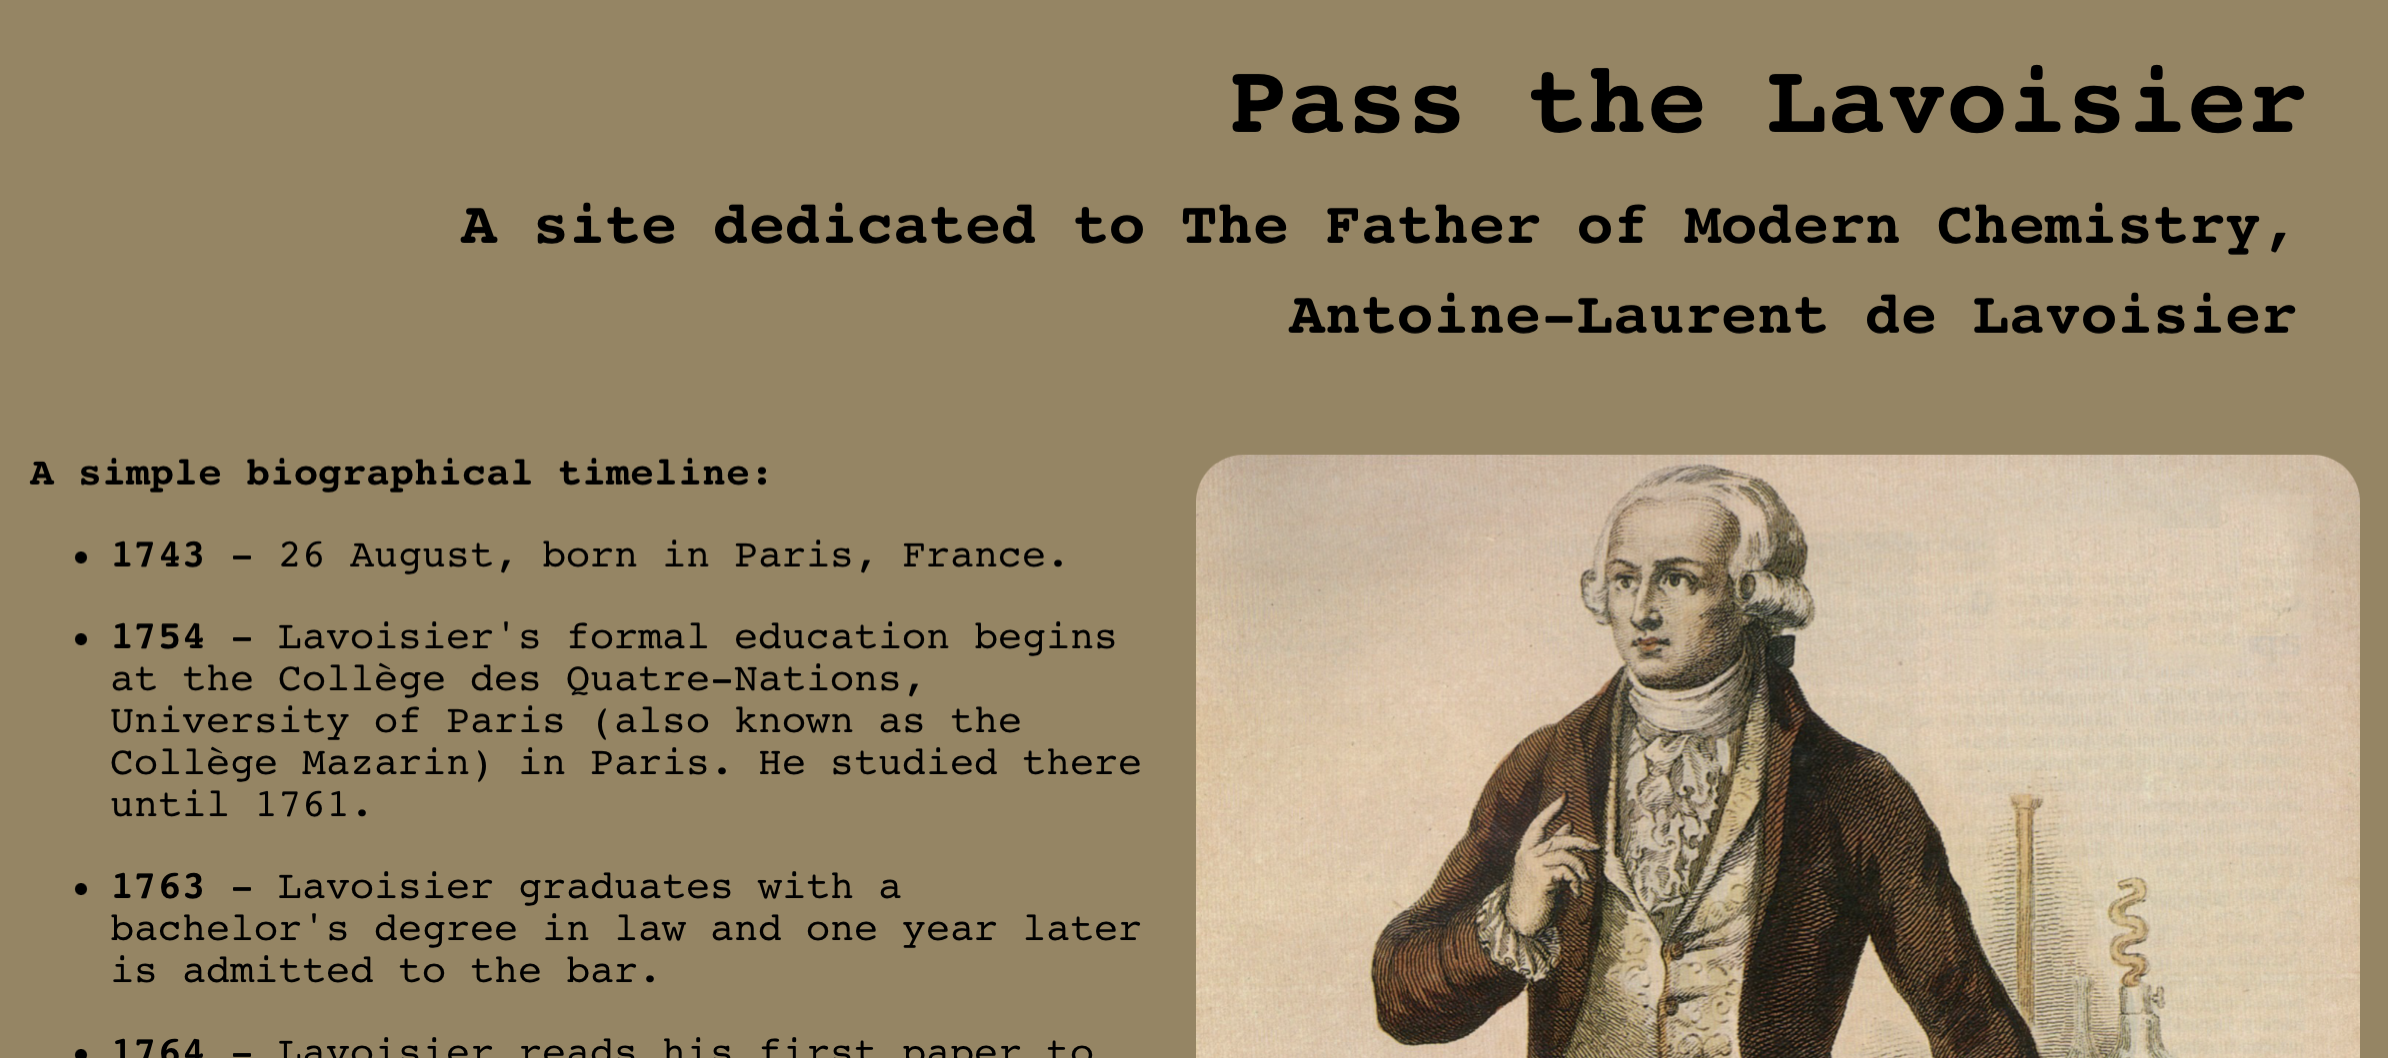 Pass the Lavoisier
A site dedicated to The Father of Modern Chemistry,
Antoine-Laurent de Lavoisier
A simple biographical timeline:
• 1743 - 26 August, born in Paris, France.
• 1754 - Lavoisier's formal education begins
at the Collège des Quatre-Nations,
University of Paris (also known as the
Collège Mazarin) in Paris. He studied there
until 1761.
• 1763 - Lavoisier graduates with a
bachelor's degree in law and one year later
is admitted to the bar.
• 1764 - Lavoisier reads his first paper to